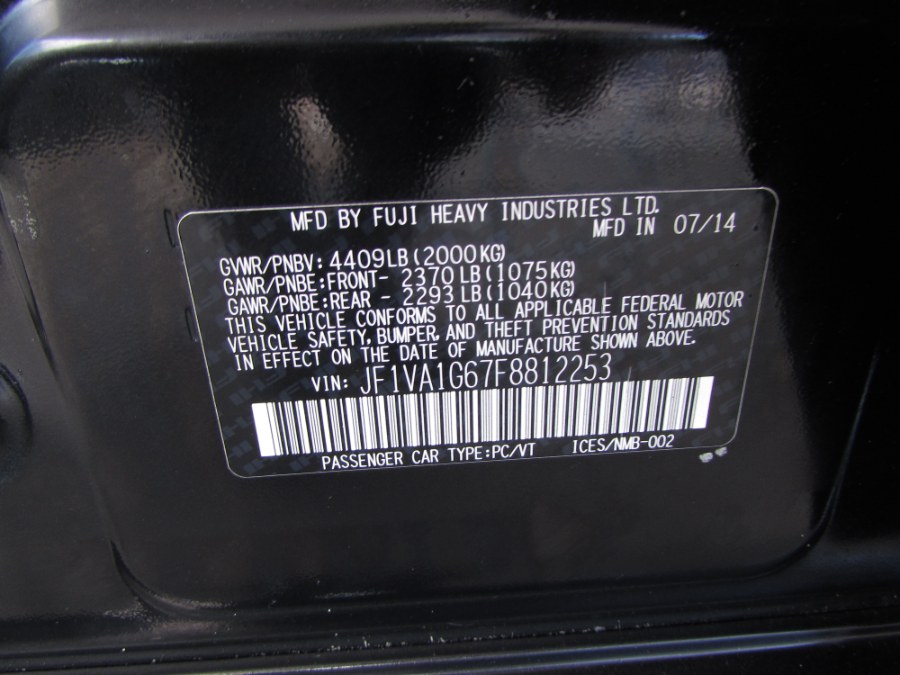 MFD BY FUJI HEAVY INDUSTRIES LTD.
MFD IN 07/14
GVWR/PNBV: 4409LB(2000KG)
GAWR/PNBE:FRONT- 2370LB(1075KG)
GAWR/PNBE:REAR - 2293LB(1040KG)
THIS VEHICLE CONFORMS TO ALL APPLICABLE FEDERAL MOTOR
VEHICLE SAFETY, BUMPER, AND THEFT PREVENTION STANDARDS
IN EFFECT ON THE DATE OF MANUFACTURE SHOWN ABOVE.
VIN: JF1VA1G67F8812253
PASSENGER CAR TYPE:PC/VT ICES/NMB-002